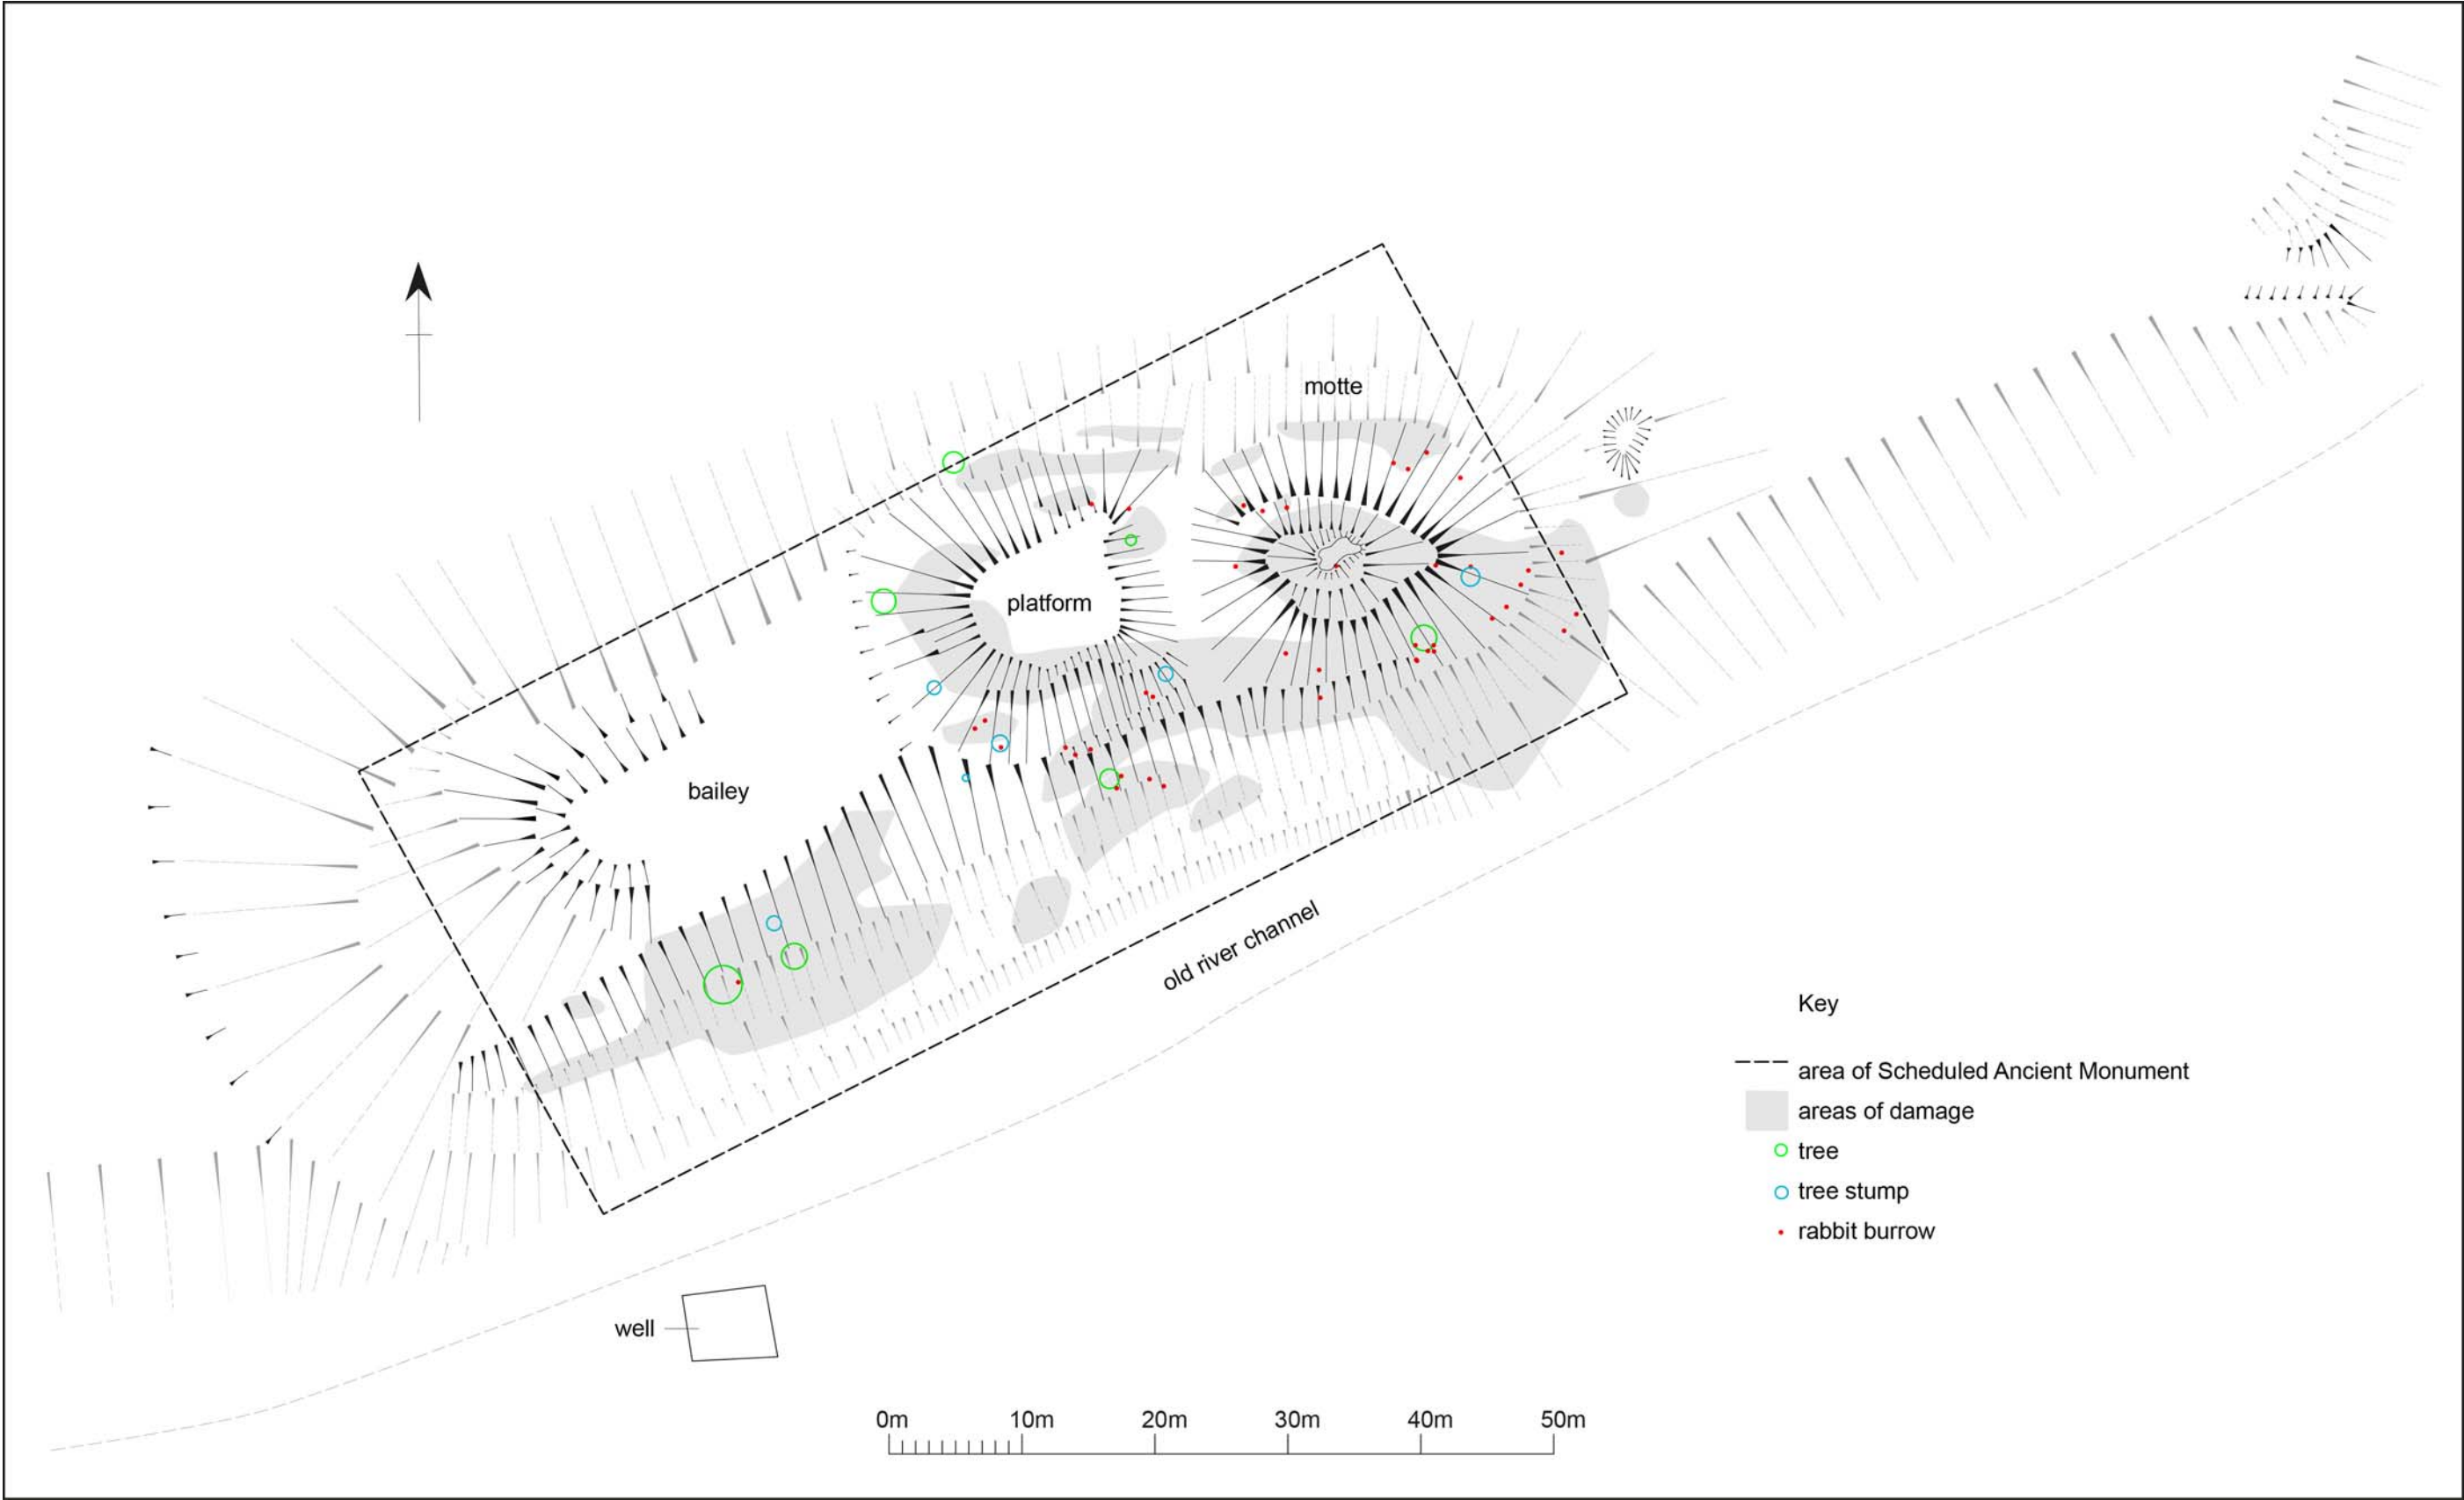 motte
platform
bailey
old river channel
Key
area of Scheduled Ancient Monument
areas of damage
tree
tree stump
rabbit burrow
well
0m 10m 20m 30m 40m 50m